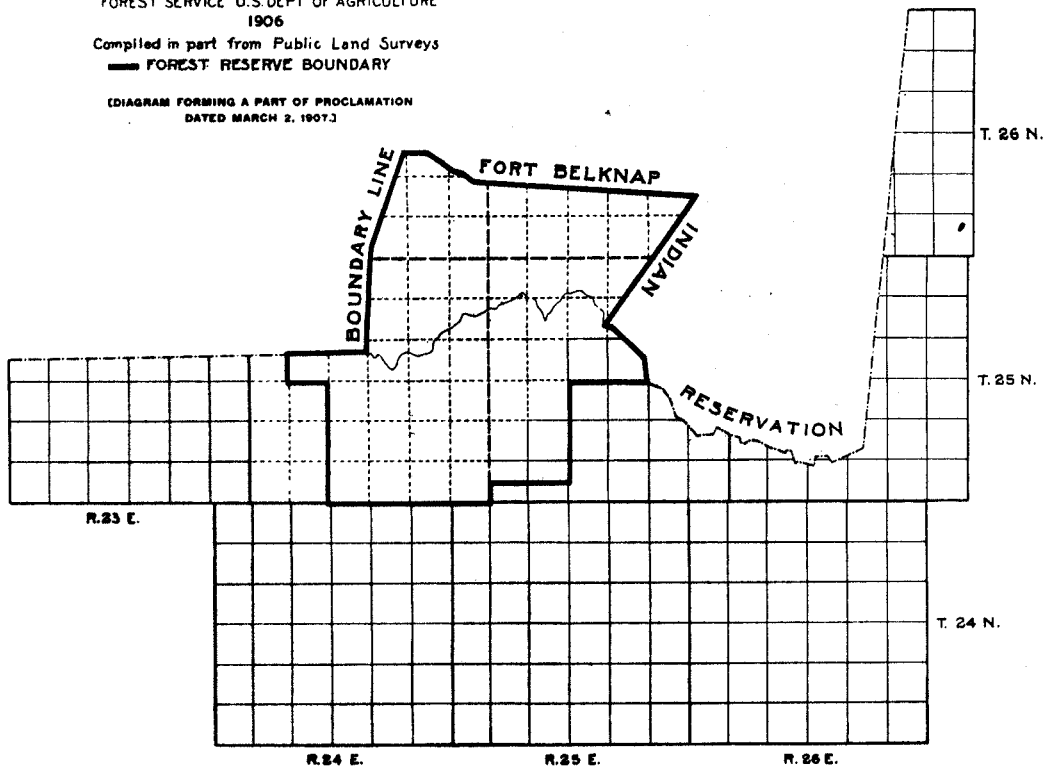 FOREST SERVICE U.S. DEPT OF AGRICULTURE
1906
Compiled in part from Public Land Surveys
FOREST RESERVE BOUNDARY
[DIAGRAM FORMING A PART OF PROCLAMATION
DATED MARCH 2, 1907.]
T. 26 N.
BOUNDARY LINE
FORT BELKNAP
INDIAN
RESERVATION
T. 25 N.
R.23 E.
T. 24 N.
R.24 E.
R.25 E.
R.26 E.